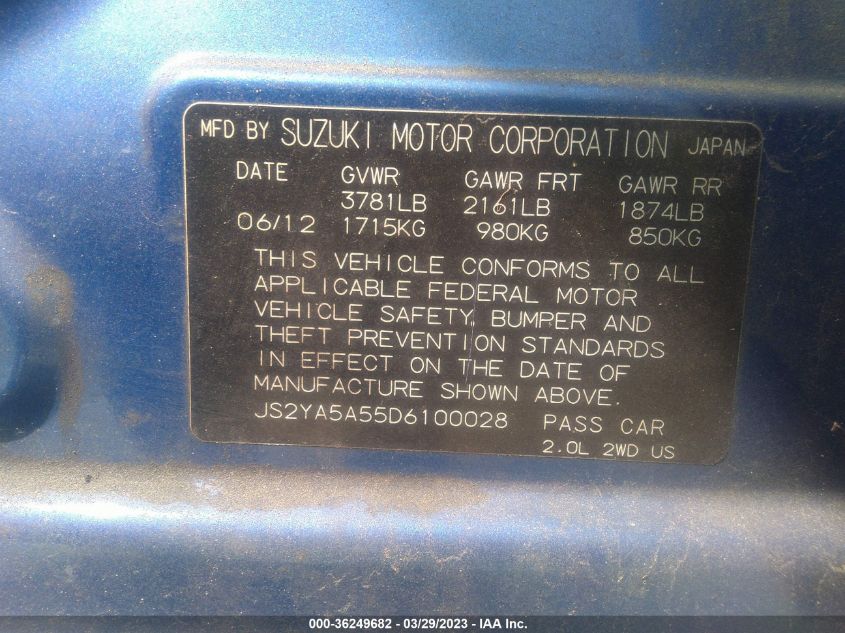 MFD BY SUZUKI MOTOR CORPORATION JAPAN
DATE GVWR GAWR FRT GAWR RR
3781LB 2161LB 1874LB
06/12 1715KG 980KG 850KG
THIS VEHICLE CONFORMS TO ALL
APPLICABLE FEDERAL MOTOR
VEHICLE SAFETY, BUMPER AND
THEFT PREVENTION STANDARDS
IN EFFECT ON THE DATE OF
MANUFACTURE SHOWN ABOVE.
JS2YA5A55D6100028 PASS CAR
2.0L 2WD US
000-36249682 - 03/29/2023 - IAA Inc.